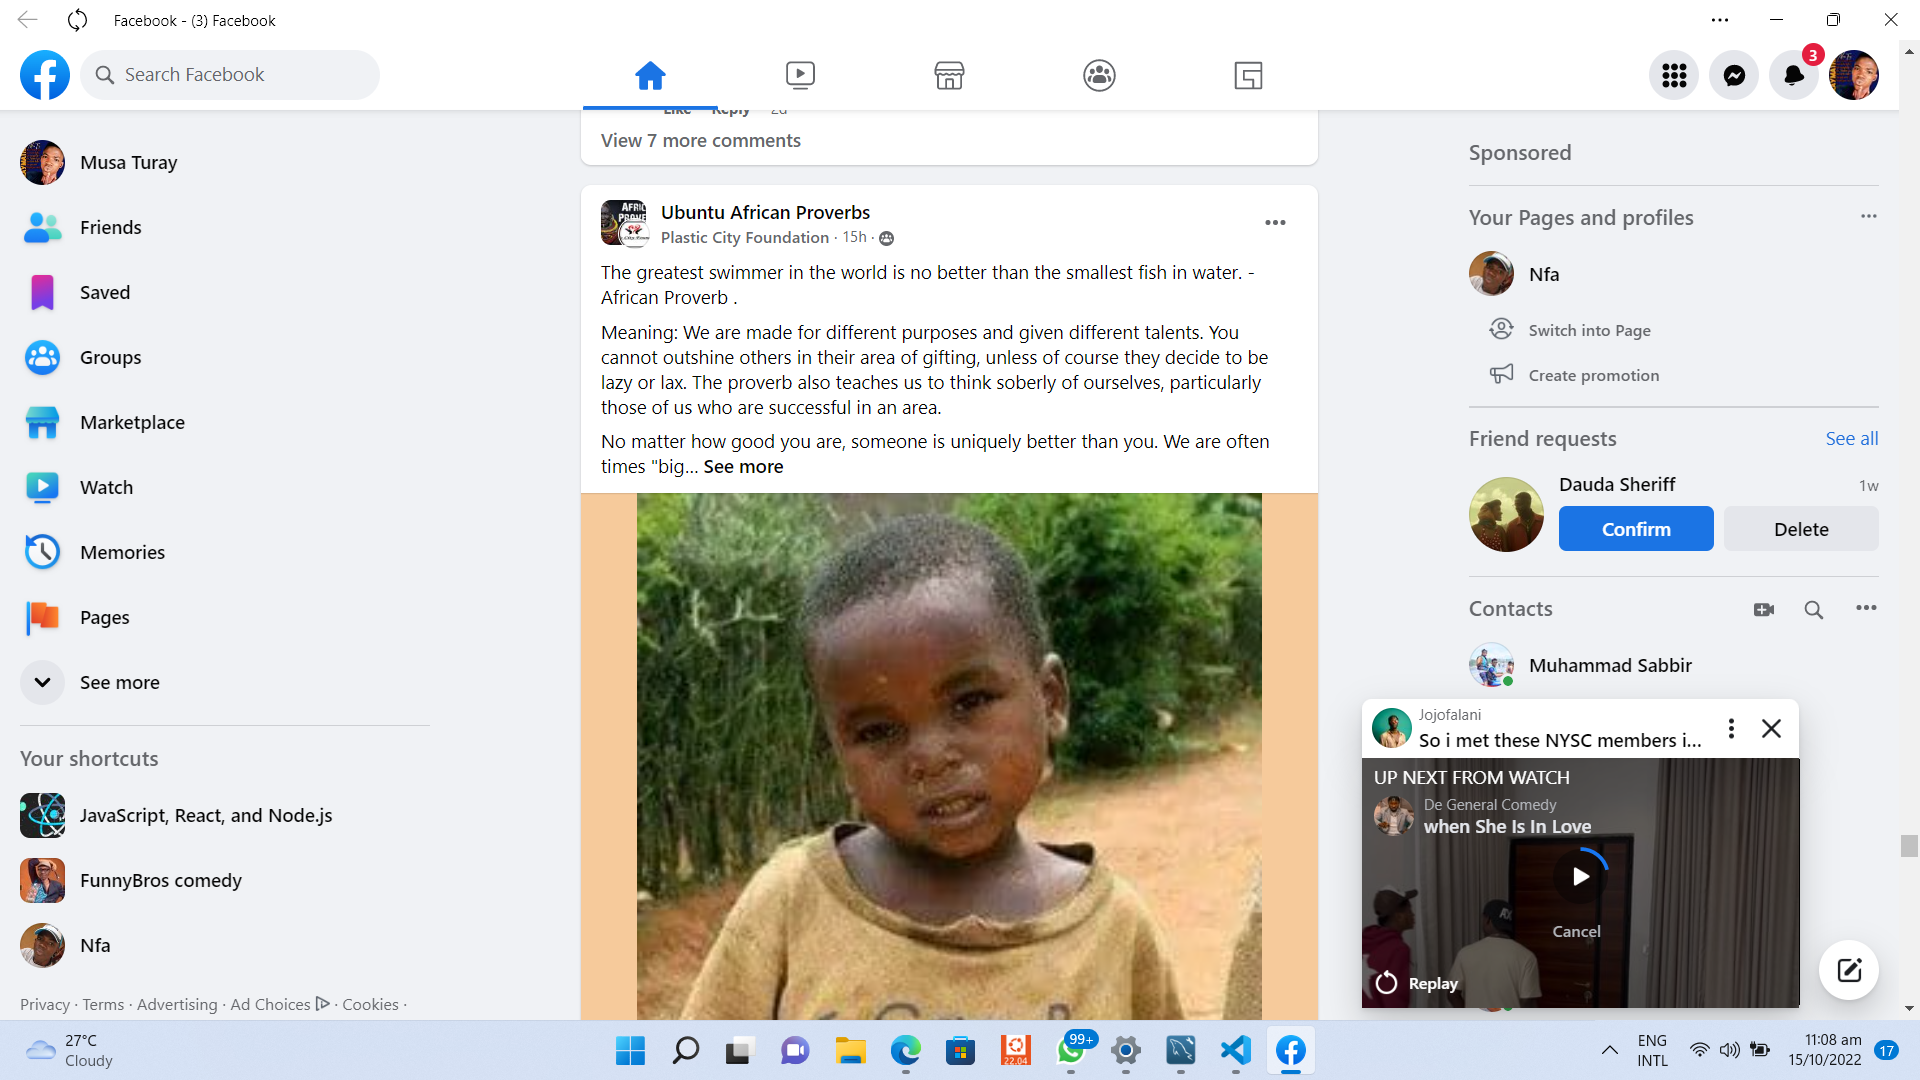 Facebook - (3) Facebook
Search Facebook
3
Like Reply 2d
View 7 more comments
Musa Turay
Friends
Saved
Groups
Marketplace
Watch
Memories
Pages
See more
Your shortcuts
JavaScript, React, and Node.js
FunnyBros comedy
Nfa
Privacy · Terms · Advertising · Ad Choices · Cookies ·
Ubuntu African Proverbs
Plastic City Foundation · 15h ·
The greatest swimmer in the world is no better than the smallest fish in water. -
African Proverb .
Meaning: We are made for different purposes and given different talents. You
cannot outshine others in their area of gifting, unless of course they decide to be
lazy or lax. The proverb also teaches us to think soberly of ourselves, particularly
those of us who are successful in an area.
No matter how good you are, someone is uniquely better than you. We are often
times "big... See more
Sponsored
Your Pages and profiles
Nfa
Switch into Page
Create promotion
Friend requests
See all
Dauda Sheriff
1w
Confirm
Delete
Contacts
Muhammad Sabbir
Jojofalani
So i met these NYSC members i...
UP NEXT FROM WATCH
De General Comedy
when She Is In Love
Cancel
Replay
27°C
Cloudy
22.04
99+
ENG
INTL
11:08 am
15/10/2022
17